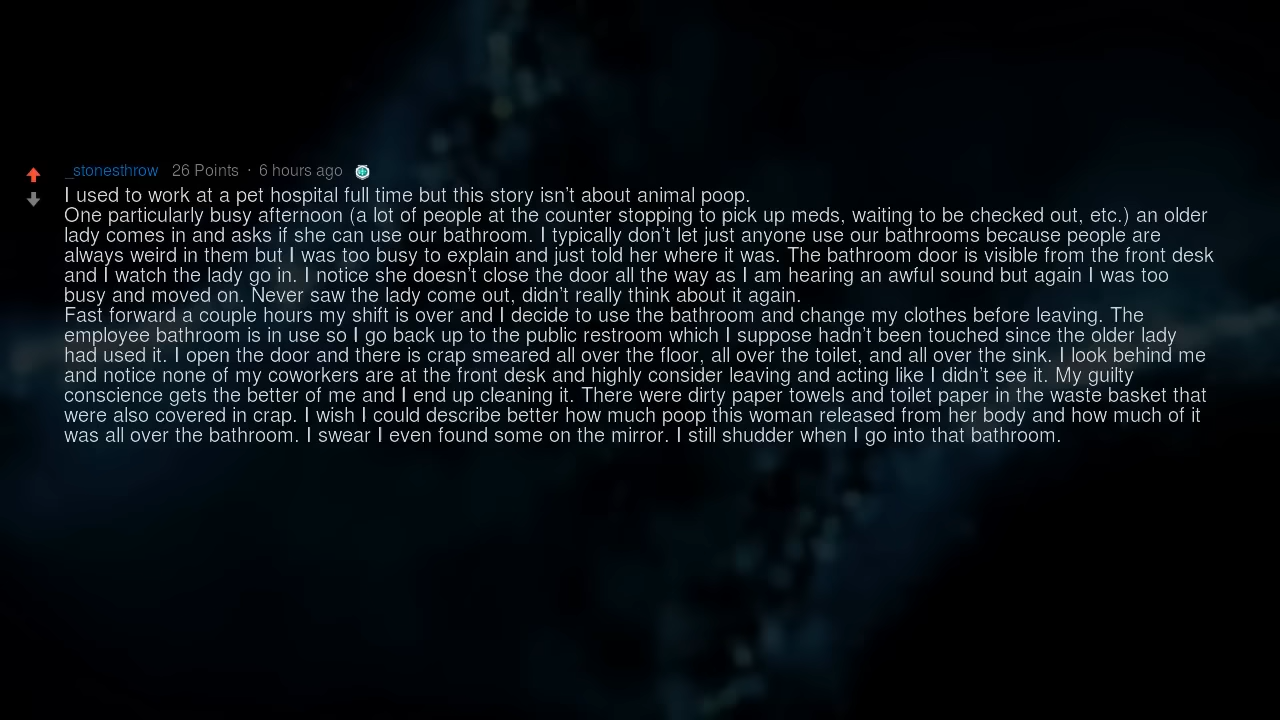 _stonesthrow 26 Points · 6 hours ago
I used to work at a pet hospital full time but this story isn't about animal poop.
One particularly busy afternoon (a lot of people at the counter stopping to pick up meds, waiting to be checked out, etc.) an older
lady comes in and asks if she can use our bathroom. I typically don't let just anyone use our bathrooms because people are
always weird in them but I was too busy to explain and just told her where it was. The bathroom door is visible from the front desk
and I watch the lady go in. I notice she doesn't close the door all the way as I am hearing an awful sound but again I was too
busy and moved on. Never saw the lady come out, didn't really think about it again.
Fast forward a couple hours my shift is over and I decide to use the bathroom and change my clothes before leaving. The
employee bathroom is in use so I go back up to the public restroom which I suppose hadn't been touched since the older lady
had used it. I open the door and there is crap smeared all over the floor, all over the toilet, and all over the sink. I look behind me
and notice none of my coworkers are at the front desk and highly consider leaving and acting like I didn't see it. My guilty
conscience gets the better of me and I end up cleaning it. There were dirty paper towels and toilet paper in the waste basket that
were also covered in crap. I wish I could describe better how much poop this woman released from her body and how much of it
was all over the bathroom. I swear I even found some on the mirror. I still shudder when I go into that bathroom.